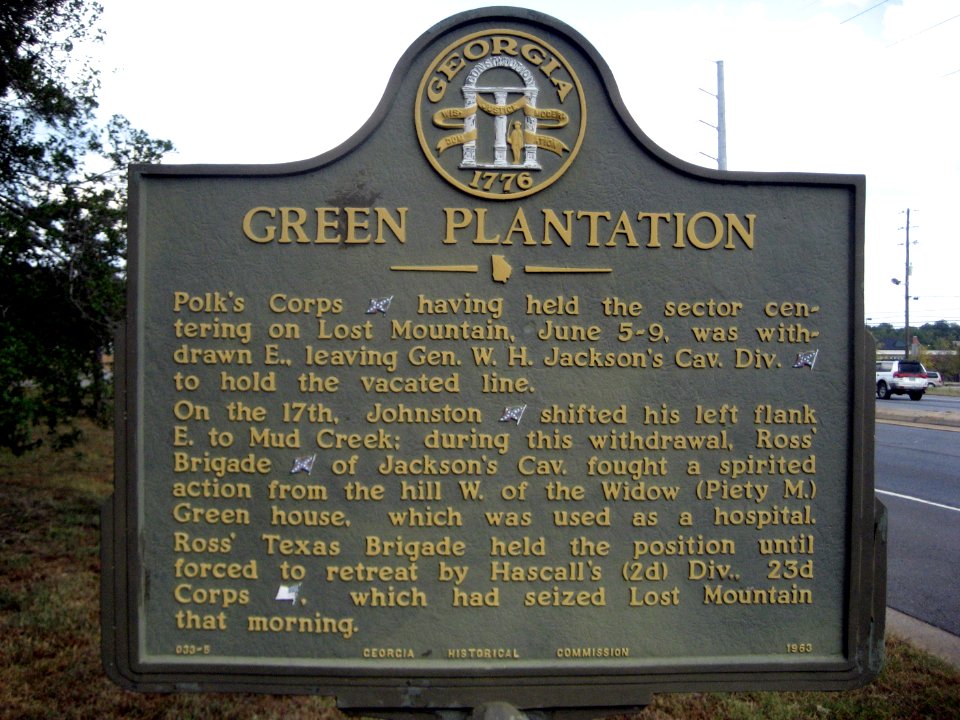 GEORGIA
CONSTITUTION
WISDOM JUSTICE MODERATION
1776
GREEN PLANTATION
Polk's Corps having held the sector cen-
tering on Lost Mountain, June 5-9, was with-
drawn E., leaving Gen. W. H. Jackson's Cav. Div.
to hold the vacated line.
On the 17th, Johnston shifted his left flank
E. to Mud Creek; during this withdrawal, Ross'
Brigade of Jackson's Cav. fought a spirited
action from the hill W. of the Widow (Piety M.)
Green house, which was used as a hospital.
Ross' Texas Brigade held the position until
forced to retreat by Hascall's (2d) Div., 23d
Corps , which had seized Lost Mountain
that morning.
033-5 GEORGIA HISTORICAL COMMISSION 1963